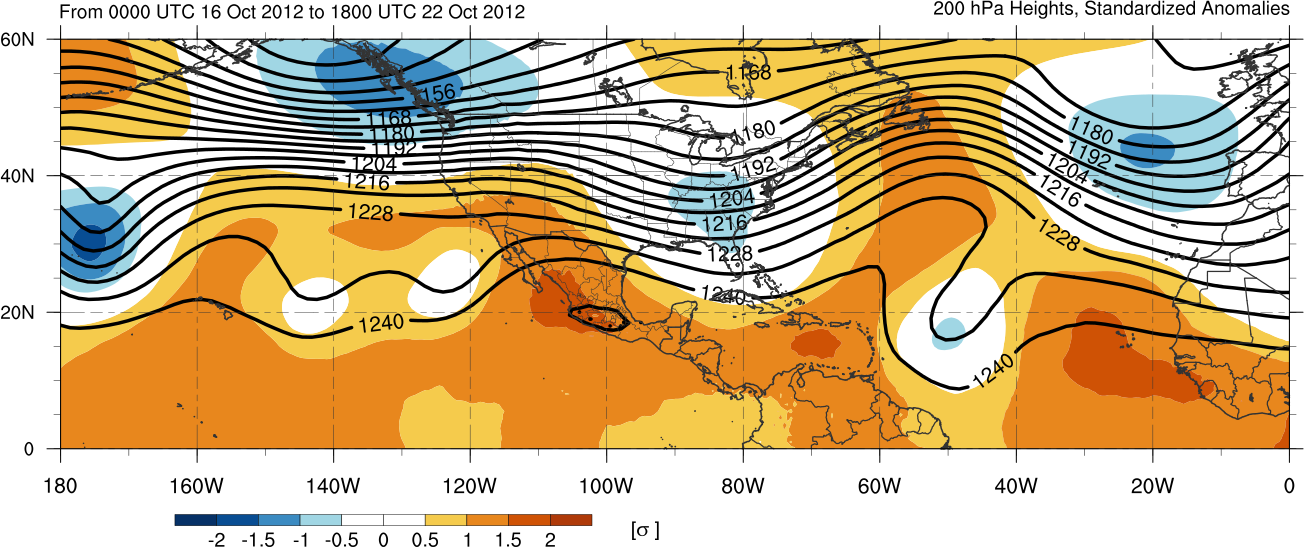 From 0000 UTC 16 Oct 2012 to 1800 UTC 22 Oct 2012
200 hPa Heights, Standardized Anomalies
60N
1168
156
1168
1180
1180
1180
1192
1192
1192
1204
1204
1204
40N
1216
1216
1216
1228
1228
1228
1240
20N
1240
1240
0
180 160W 140W 120W 100W 80W 60W 40W 20W 0
-2 -1.5 -1 -0.5 0 0.5 1 1.5 2
[σ ]